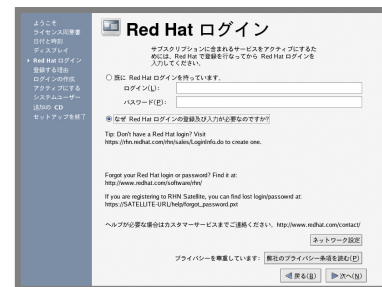 ようこそ
ライセンス同意書
日付と時刻
ディスプレイ
Red Hat ログイン
登録する理由
ログインの作成
アクティブにする
システムユーザー
追加の CD
セットアップを終了
Red Hat ログイン
サブスクリプションに含まれるサービスをアクティブにするた
めには、Red Hat で登録を行なってから Red Hat ログインを
入力してください。
既に Red Hat ログインを持っています。
ログイン(L):
パスワード(P):
なぜ Red Hat ログインの登録及び入力が必要なのですか?
Tip: Don't have a Red Hat login? Visit
https://rhn.redhat.com/rhn/sales/LoginInfo.do to create one.
Forgot your Red Hat login or password? Find it at:
http://www.redhat.com/software/rhn/
If you are registering to RHN Satellite, you can find lost login/passowrd at:
https://SATELLITE-URL/help/forgot_password.pxt
ヘルプが必要な場合はカスタマーサービスまでご連絡ください、http://www.redhat.com/contact/
ネットワーク設定
プライバシーを尊重しています: 弊社のプライバシー条項を読む(P)
戻る(B) 次へ(N)